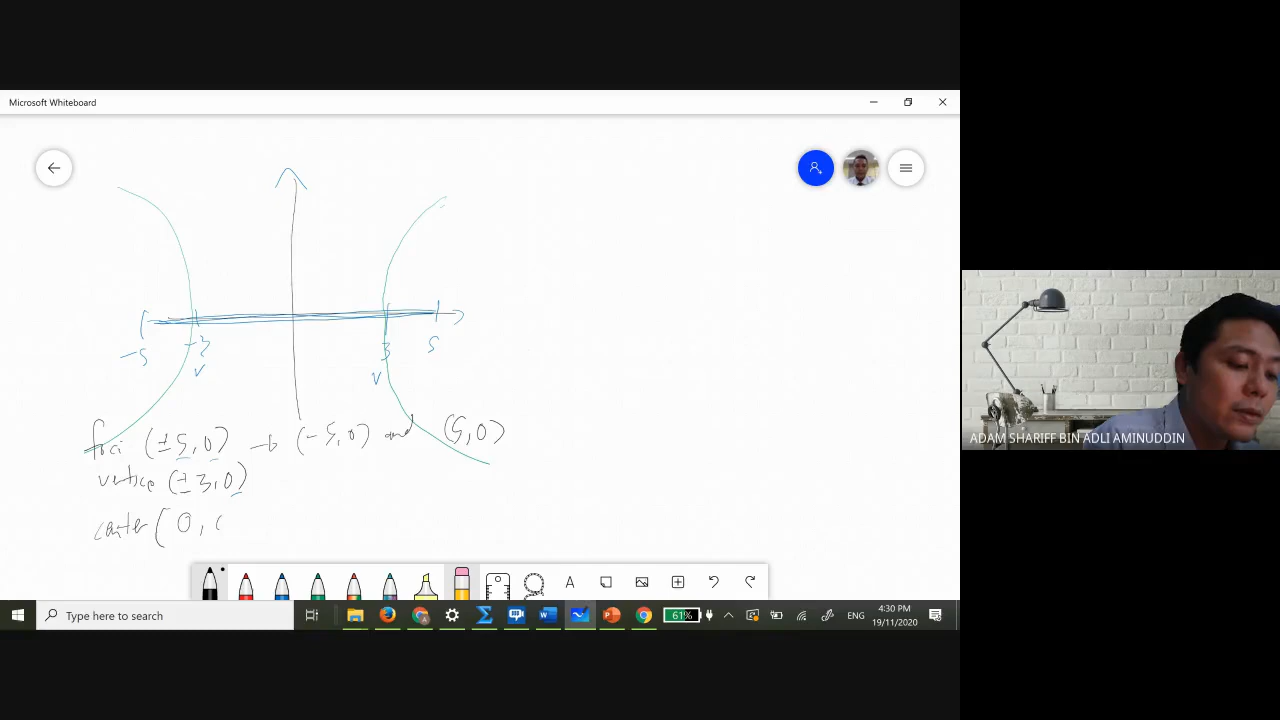 Microsoft Whiteboard
-5
-3
3
5
v
v
foci (±5,0) → (-5,0) and (5,0)
vertice (±3,0)
center (0, (
ADAM SHARIFF BIN ADLI AMINUDDIN
A
Type here to search
61%
ENG
4:30 PM
19/11/2020